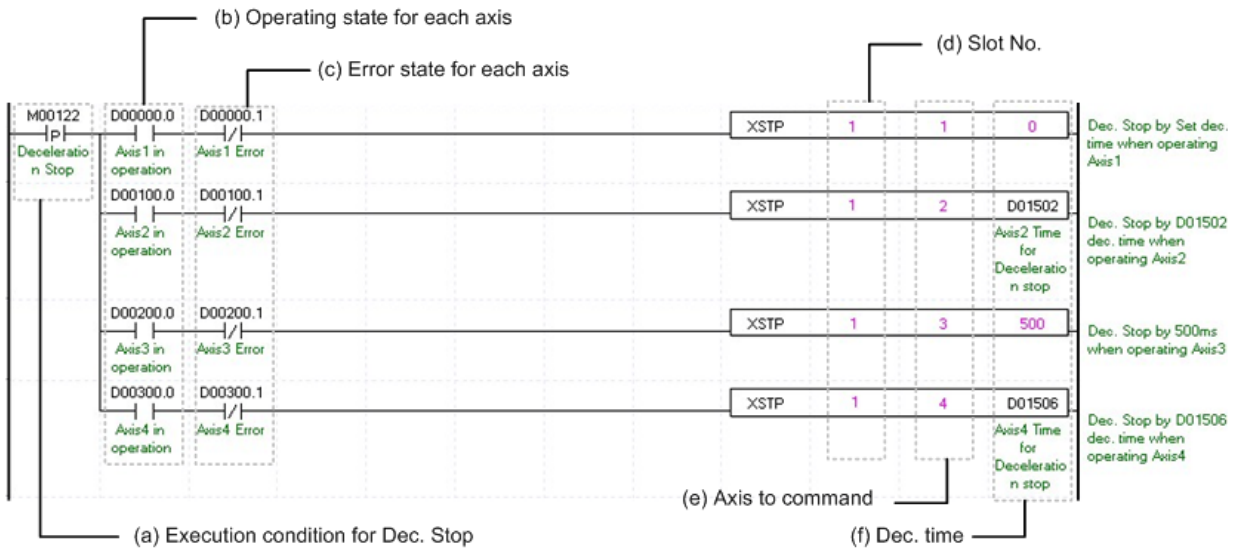 (b) Operating state for each axis
(d) Slot No.
(c) Error state for each axis
M00122 D00000.0 D00000.1
P XSTP 1 1 0
Deceleratio
n Stop
Axis1 in
operation
Axis1 Error
Dec. Stop by Set dec.
time when operating
Axis1
D00100.0 D00100.1
XSTP 1 2 D01502
Axis2 in
operation
Axis2 Error
Axis2 Time
for
Deceleratio
n stop
Dec. Stop by D01502
dec. time when
operating Axis2
D00200.0 D00200.1
XSTP 1 3 500
Axis3 in
operation
Axis3 Error
Dec. Stop by 500ms
when operating Axis3
D00300.0 D00300.1
XSTP 1 4 D01506
Axis4 in
operation
Axis4 Error
Axis4 Time
for
Deceleratio
n stop
Dec. Stop by D01506
dec. time when
operating Axis4
(e) Axis to command
(a) Execution condition for Dec. Stop
(f) Dec. time